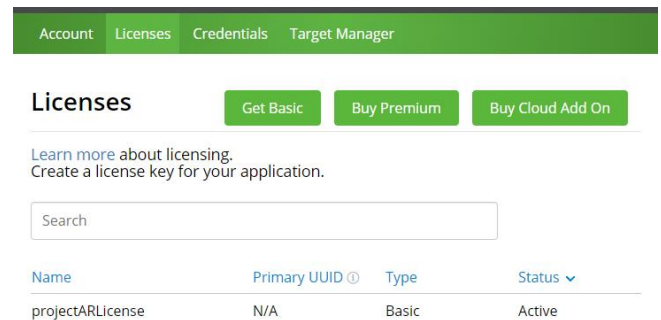 Account Licenses Credentials Target Manager
Licenses Get Basic Buy Premium Buy Cloud Add On
Learn more about licensing.
Create a license key for your application.
Search
Name Primary UUID Type Status
projectARLicense N/A Basic Active